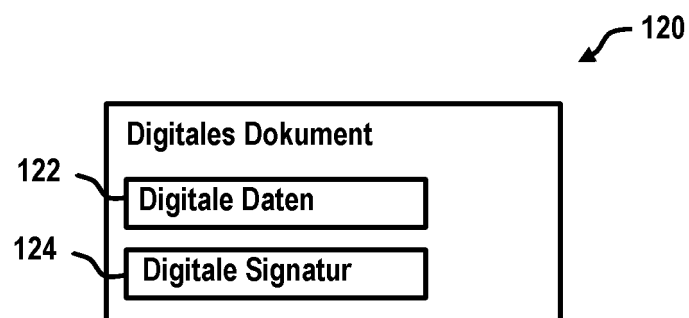 120
Digitales Dokument
122
Digitale Daten
124
Digitale Signatur